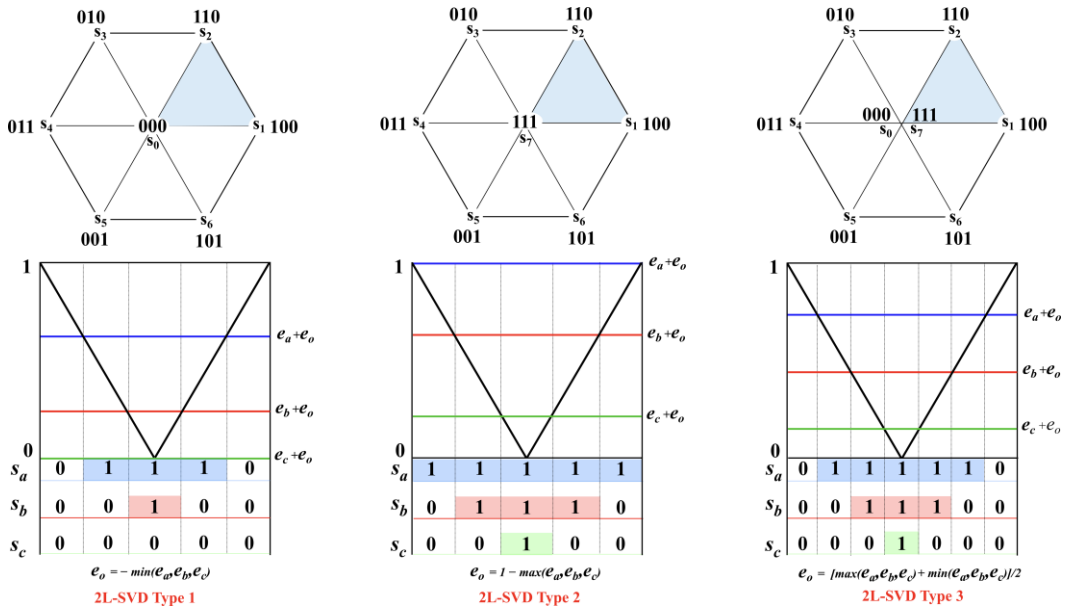 010 110
s3 s2
011 s4 000 s1 100
s0
s5 s6
001 101
1
ea+eo
eb+eo
0 ec+eo
sa 0 1 1 1 0
sb 0 0 1 0 0
sc 0 0 0 0 0
eo = − min(ea,eb,ec)
2L-SVD Type 1
010 110
s3 s2
011 s4 111 s1 100
s7
s5 s6
001 101
1 ea+eo
eb+eo
ec+eo
0
sa 1 1 1 1 1
sb 0 1 1 1 0
sc 0 0 1 0 0
eo = 1 − max(ea,eb,ec)
2L-SVD Type 2
010 110
s3 s2
000 111
011 s4 s0 s7 s1 100
s5 s6
001 101
1
ea+eo
eb+eo
ec+eo
0
sa 0 1 1 1 1 1 0
sb 0 0 1 1 1 0 0
sc 0 0 0 1 0 0 0
eo = [max(ea,eb,ec)+ min(ea,eb,ec)]/2
2L-SVD Type 3